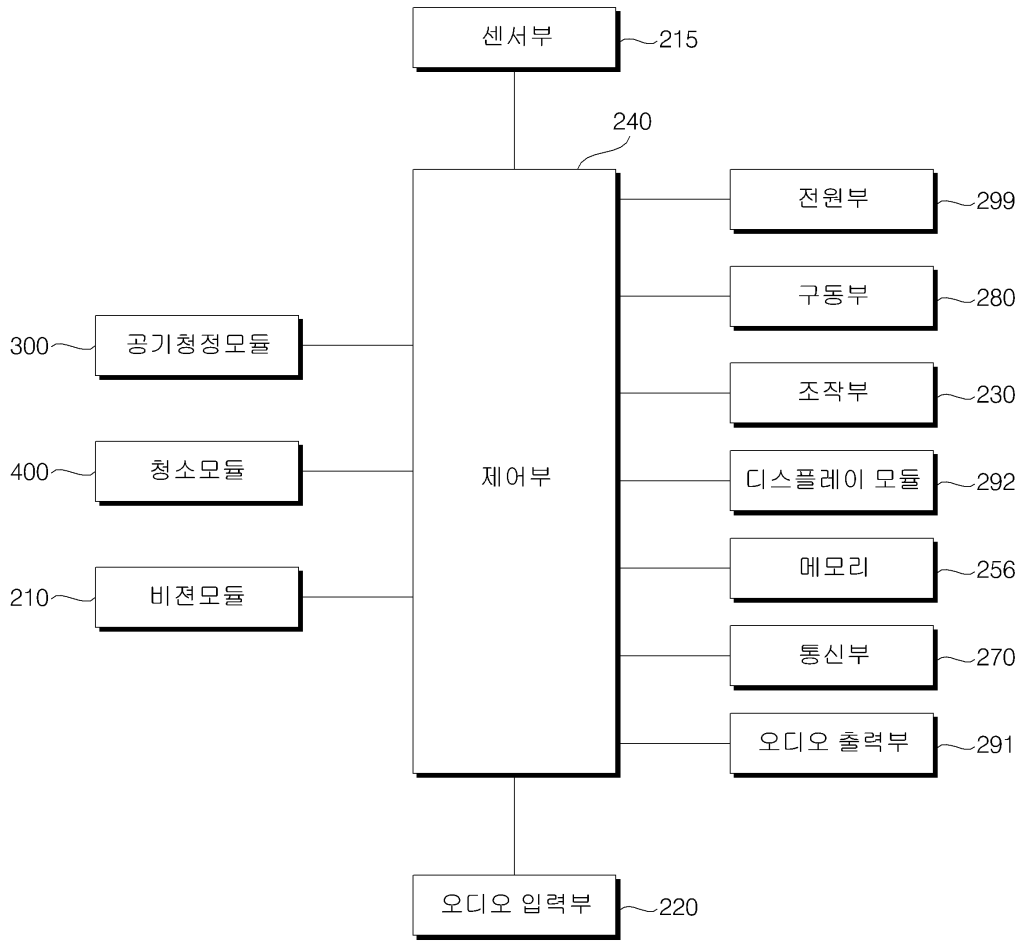 센서부
215
240
전원부
299
구동부
280
300
공기청정모듈
조작부
230
400
청소모듈
제어부
디스플레이 모듈
292
210
비젼모듈
메모리
256
통신부
270
오디오 출력부
291
오디오 입력부
220